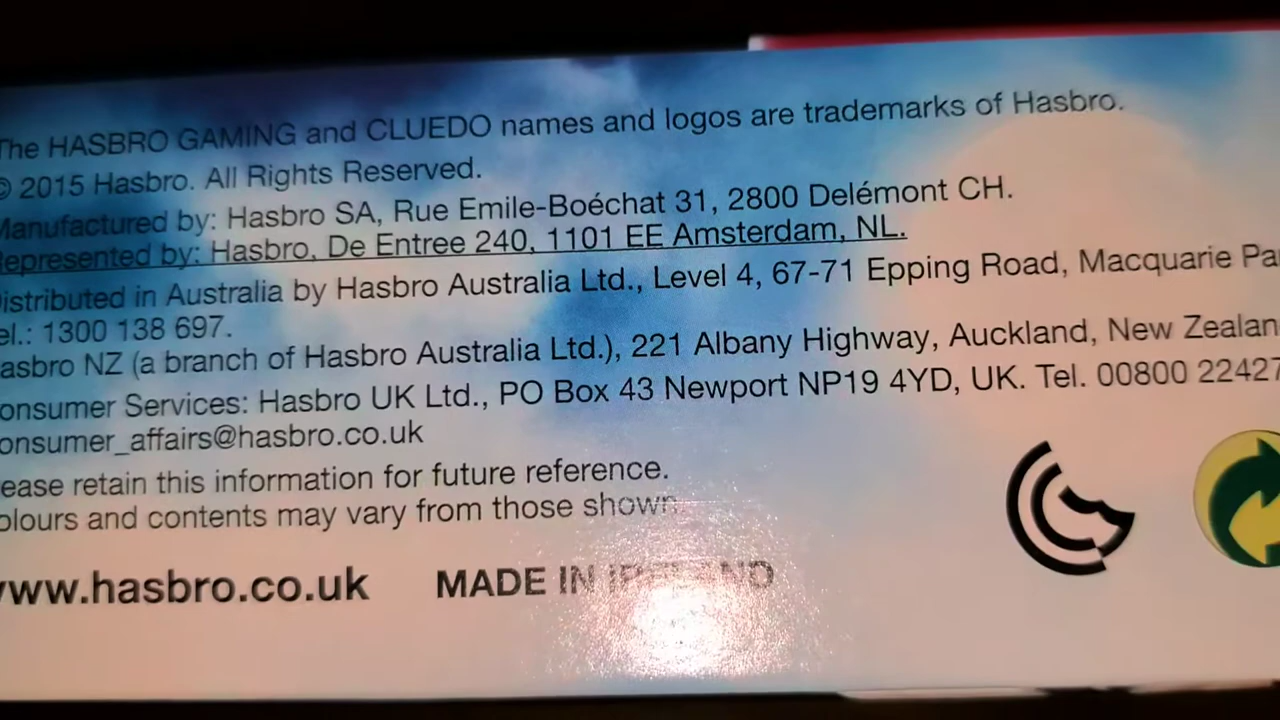 The HASBRO GAMING and CLUEDO names and logos are trademarks of Hasbro.
© 2015 Hasbro. All Rights Reserved.
Manufactured by: Hasbro SA, Rue Emile-Boéchat 31, 2800 Delémont CH.
Represented by: Hasbro, De Entree 240, 1101 EE Amsterdam, NL.
istributed in Australia by Hasbro Australia Ltd., Level 4, 67-71 Epping Road, Macquarie Pa
el.: 1300 138 697.
asbro NZ (a branch of Hasbro Australia Ltd.), 221 Albany Highway, Auckland, New Zealan
onsumer Services: Hasbro UK Ltd., PO Box 43 Newport NP19 4YD, UK. Tel. 00800 22427
onsumer_affairs@hasbro.co.uk
ease retain this information for future reference.
olours and contents may vary from those shown.
www.hasbro.co.uk MADE IN IRELAND